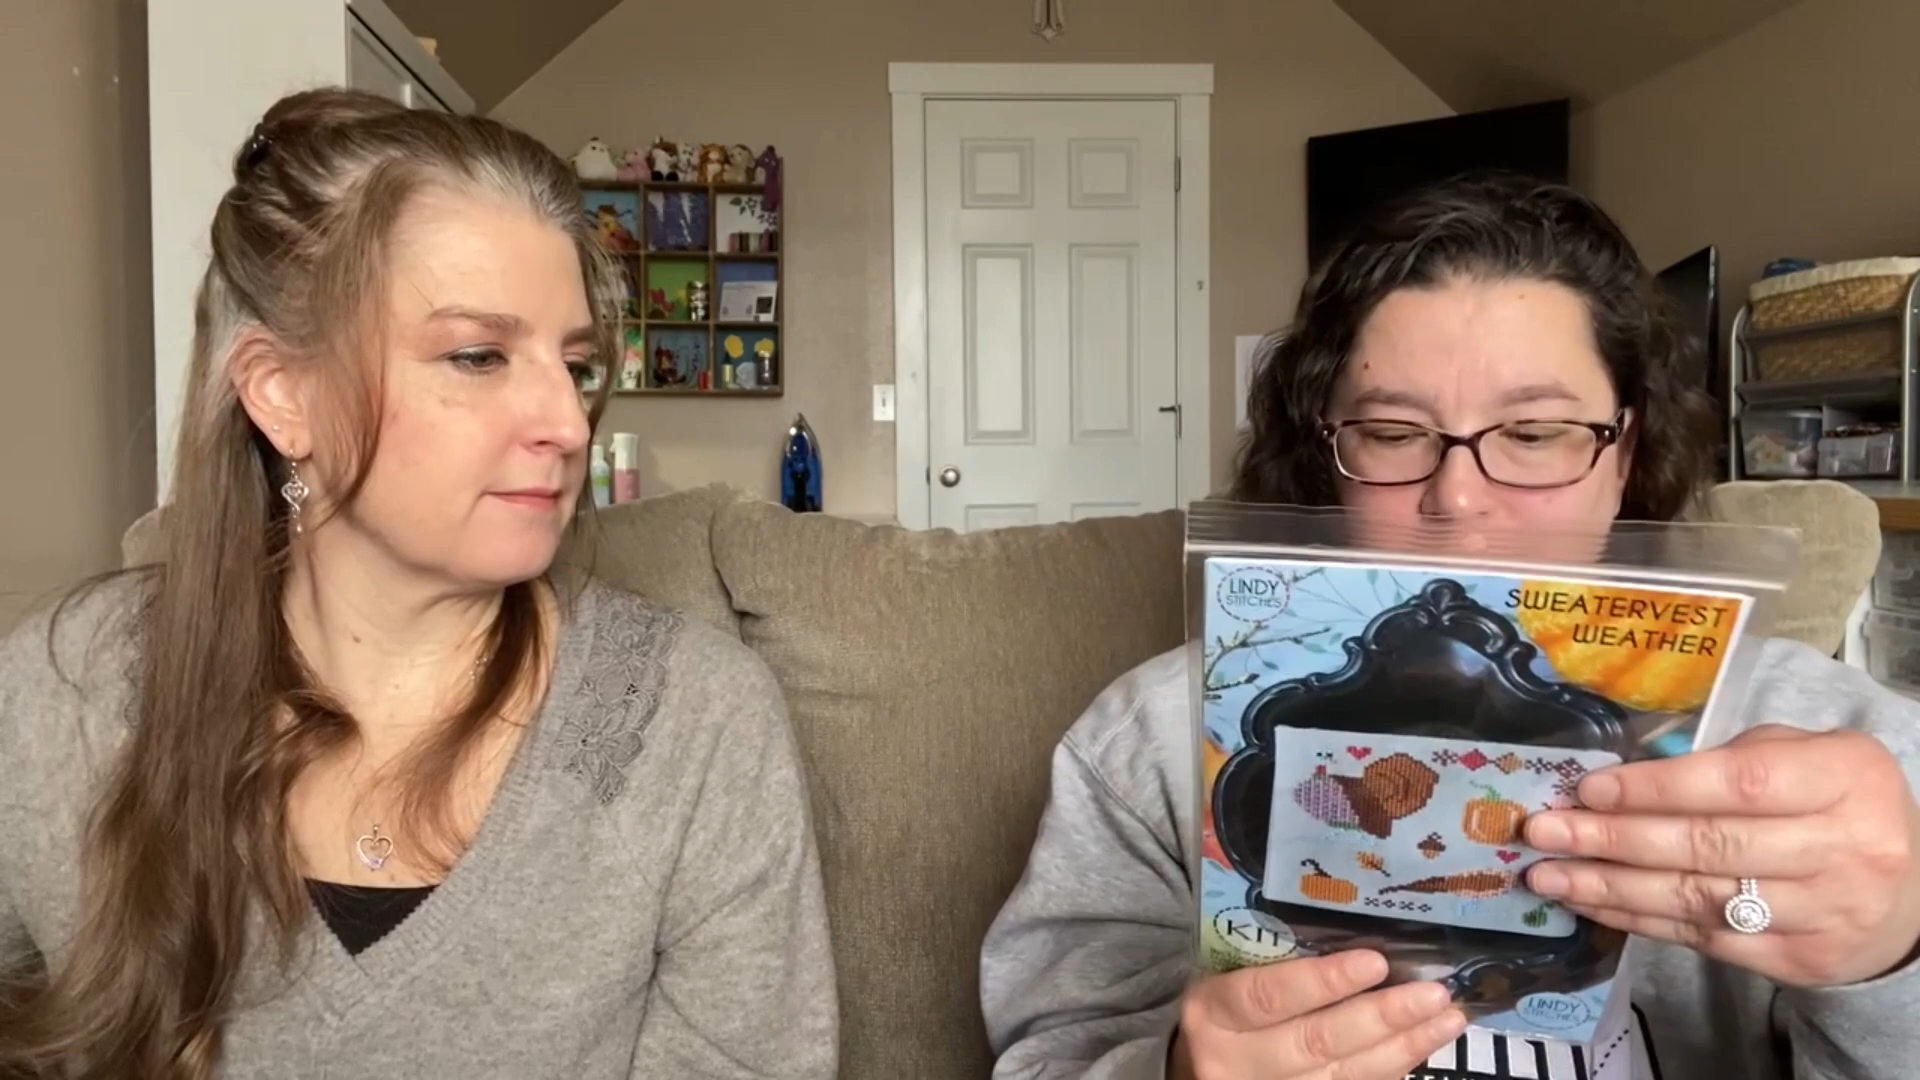 LINDY
STITCHES
SWEATERVEST
WEATHER
KIT
LINDY
STITCHES